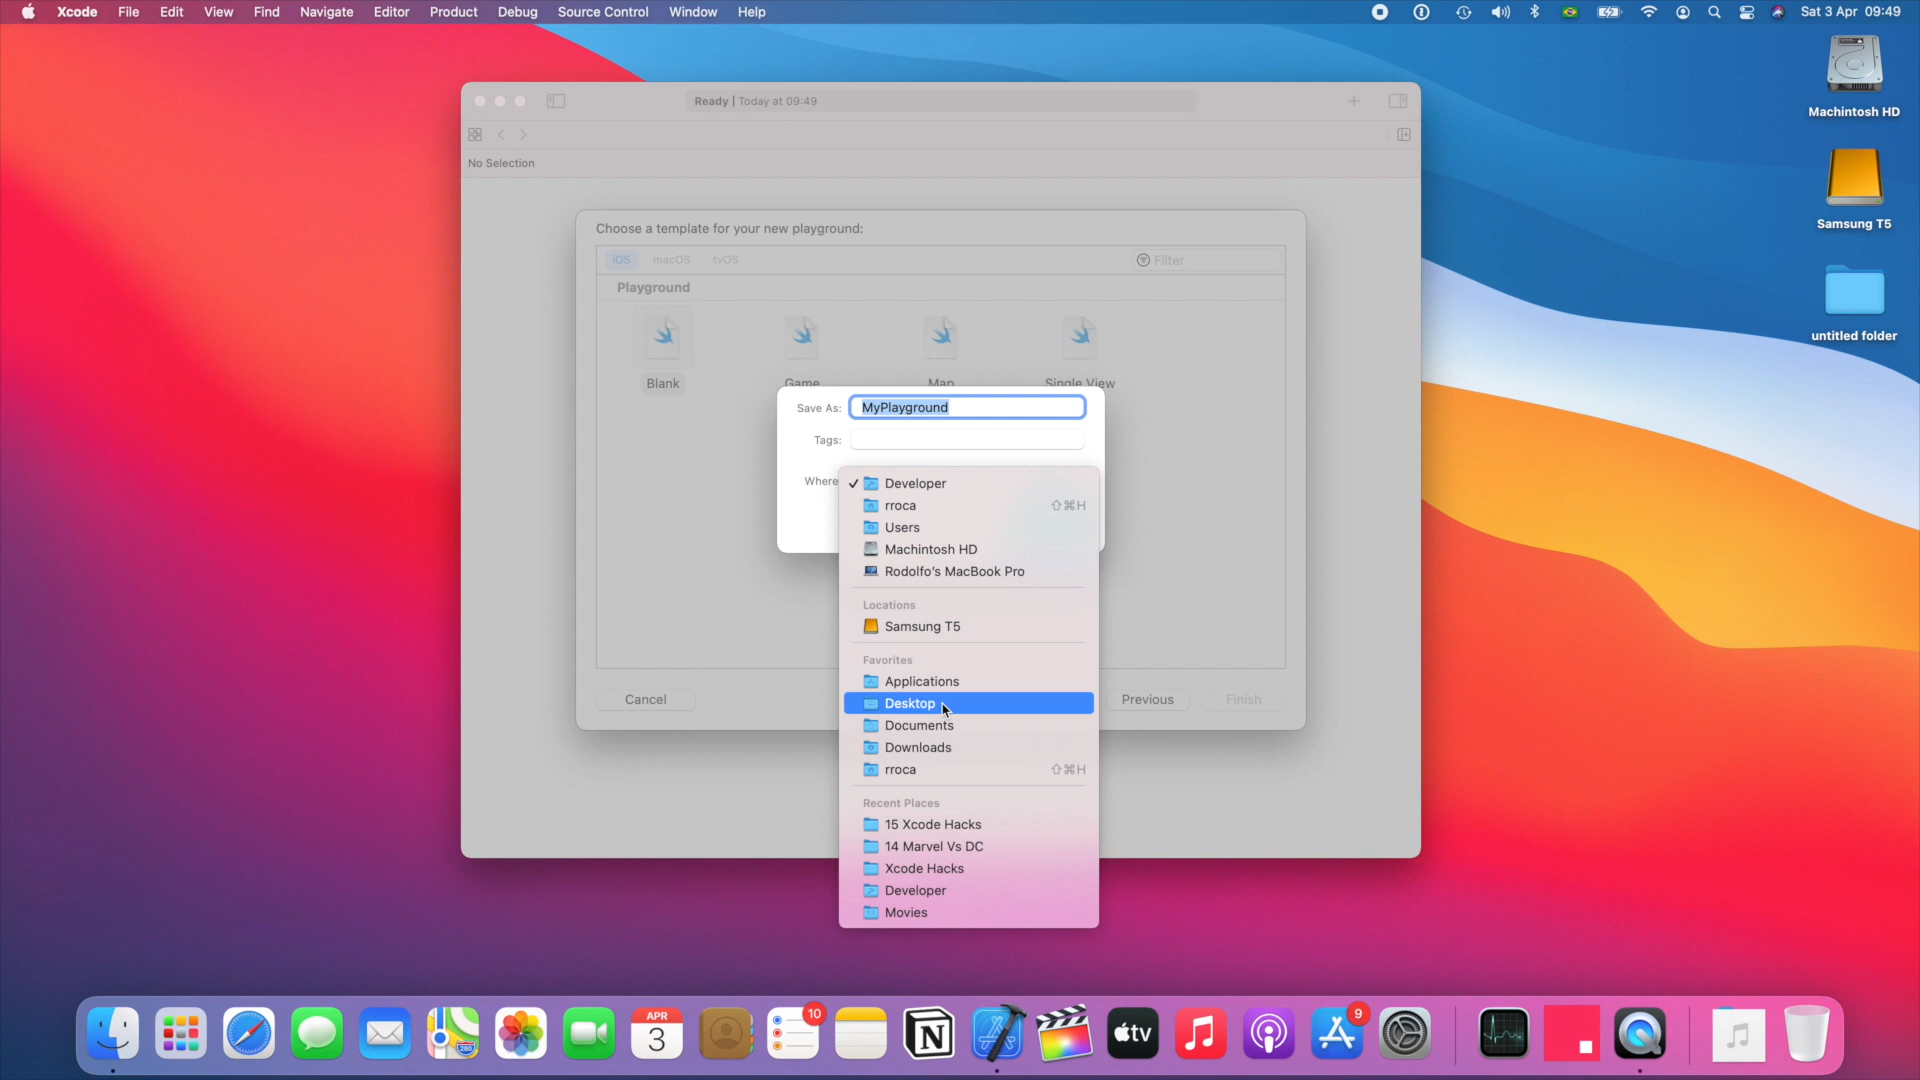 Xcode File Edit View Find Navigate Editor Product Debug Source Control Window Help
Sat 3 Apr 09:49
Machintosh HD
Samsung T5
untitled folder
Ready | Today at 09:49
No Selection
Choose a template for your new playground:
iOS macOS tvOS
Filter
Playground
Blank Game Map Single View
Save As: MyPlayground
Tags:
Where
Developer
rroca ⇧⌘H
Users
Machintosh HD
Rodolfo's MacBook Pro
Locations
Samsung T5
Favorites
Applications
Desktop
Documents
Downloads
rroca ⇧⌘H
Recent Places
15 Xcode Hacks
14 Marvel Vs DC
Xcode Hacks
Developer
Movies
Cancel Previous Finish
280
APR
3
10
N
tv
9